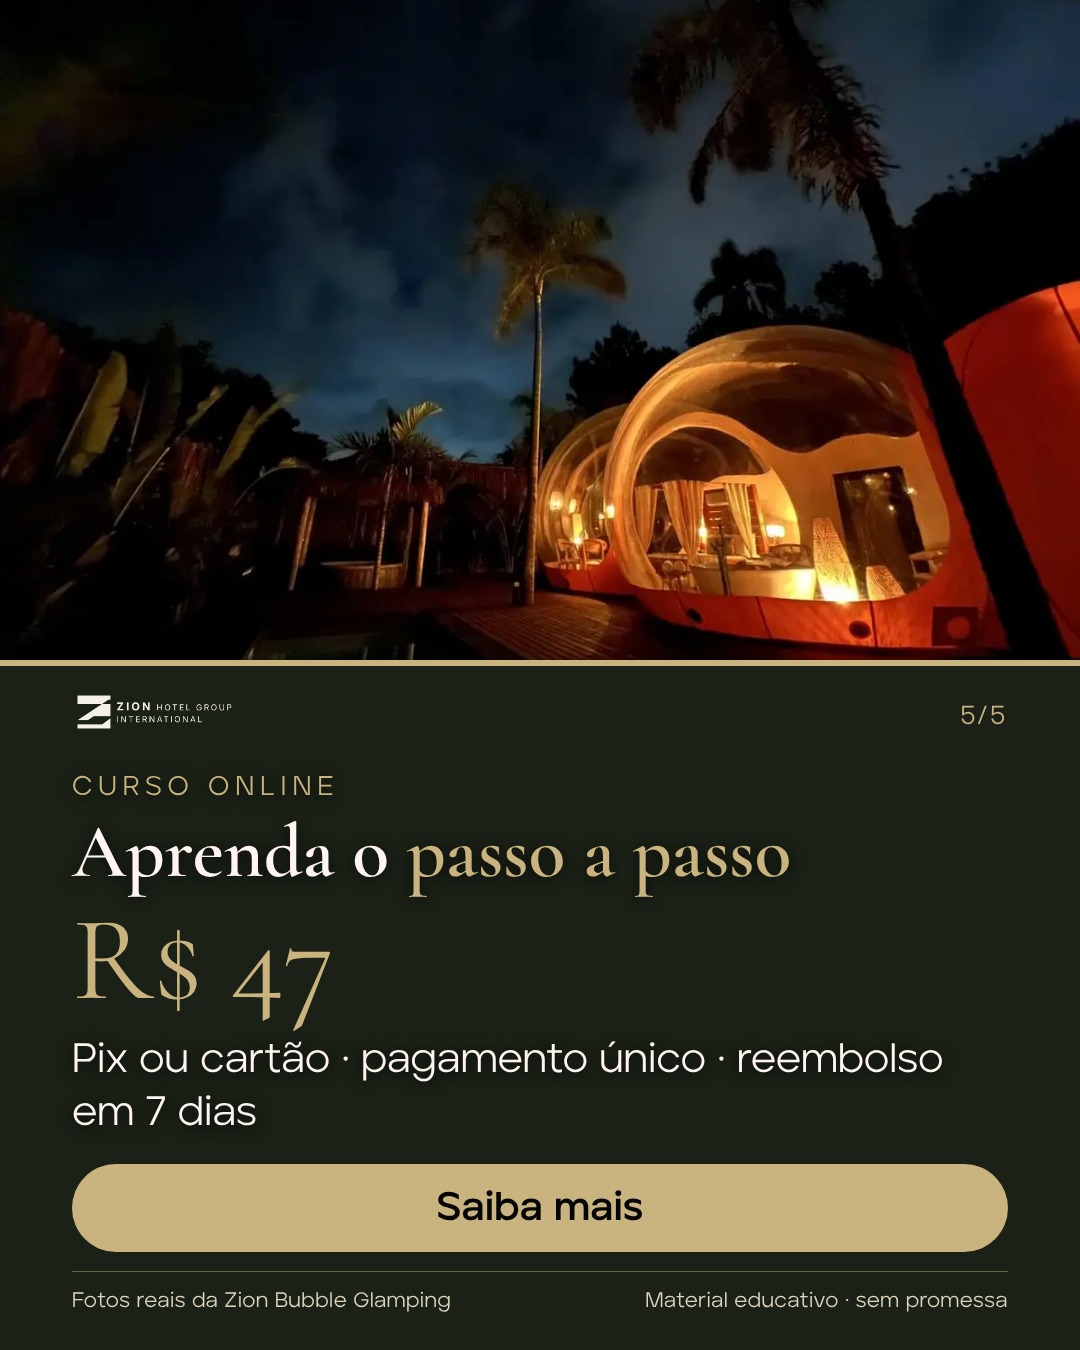 ZION HOTEL GROUP
INTERNATIONAL
5/5
CURSO ONLINE
Aprenda o passo a passo
R$ 47
Pix ou cartão · pagamento único · reembolso
em 7 dias
Saiba mais
Fotos reais da Zion Bubble Glamping
Material educativo · sem promessa